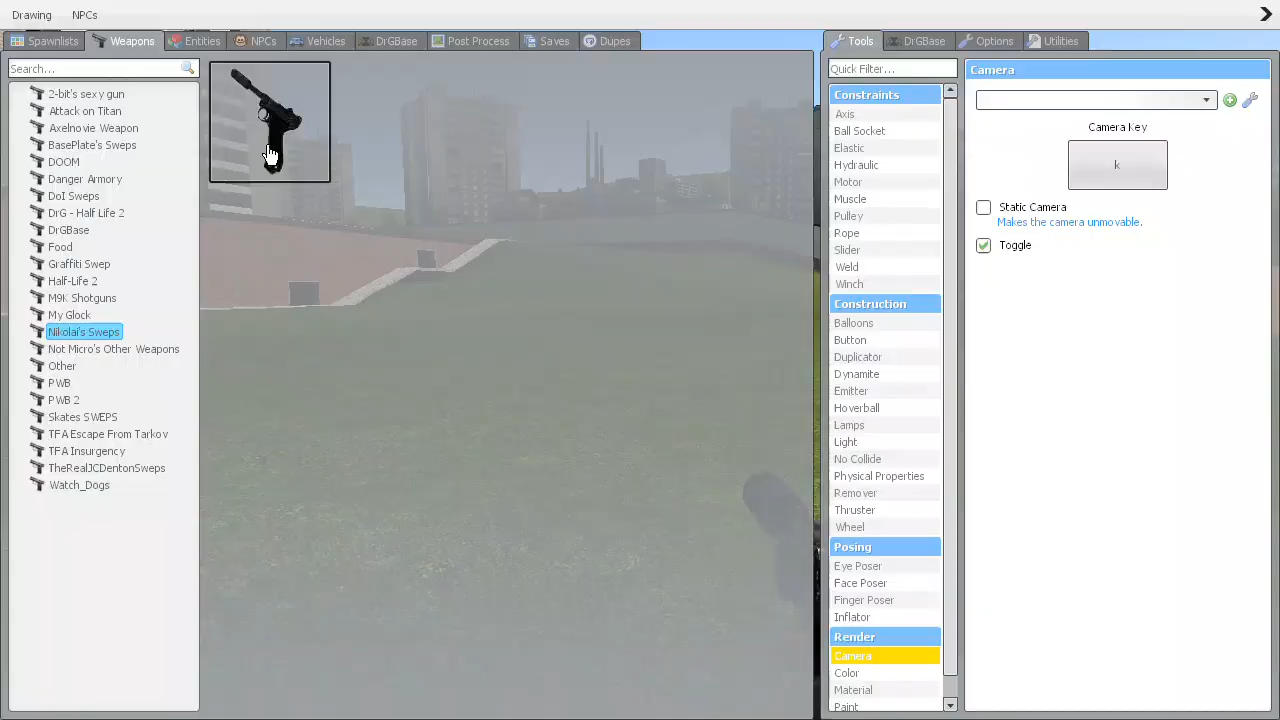 Drawing NPCs
Spawnlists Weapons Entities NPCs Vehicles DrGBase Post Process Saves Dupes
Search...
2-bit's sexy gun
Attack on Titan
Axelnovie Weapon
BasePlate's Sweps
DOOM
Danger Armory
DoI Sweps
DrG - Half Life 2
DrGBase
Food
Graffiti Swep
Half-Life 2
M9K Shotguns
My Glock
Nikolai's Sweps
Not Micro's Other Weapons
Other
PWB
PWB 2
Skates SWEPS
TFA Escape From Tarkov
TFA Insurgency
TheRealJCDentonSweps
Watch_Dogs
Tools DrGBase Options Utilities
Quick Filter...
Constraints
Axis
Ball Socket
Elastic
Hydraulic
Motor
Muscle
Pulley
Rope
Slider
Weld
Winch
Construction
Balloons
Button
Duplicator
Dynamite
Emitter
Hoverball
Lamps
Light
No Collide
Physical Properties
Remover
Thruster
Wheel
Posing
Eye Poser
Face Poser
Finger Poser
Inflator
Render
Camera
Color
Material
Paint
Camera
Camera Key
k
Static Camera
Makes the camera unmovable.
Toggle